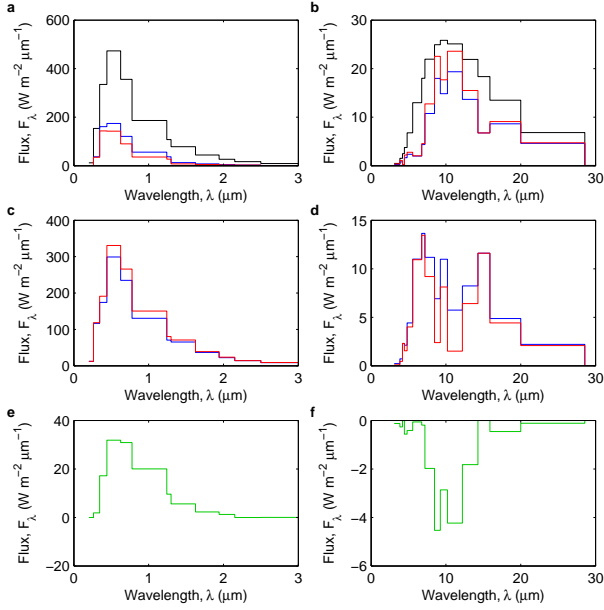 a
b
600
400
200
0
0
1
2
3
Flux, Fλ (W m−2 μm−1)
Wavelength, λ (μm)
30
20
10
0
0
10
20
30
Flux, Fλ (W m−2 μm−1)
Wavelength, λ (μm)
c
d
400
300
200
100
0
0
1
2
3
Flux, Fλ (W m−2 μm−1)
Wavelength, λ (μm)
15
10
5
0
0
10
20
30
Flux, Fλ (W m−2 μm−1)
Wavelength, λ (μm)
e
f
40
20
0
−20
0
1
2
3
Flux, Fλ (W m−2 μm−1)
Wavelength, λ (μm)
0
−2
−4
−6
0
10
20
30
Flux, Fλ (W m−2 μm−1)
Wavelength, λ (μm)